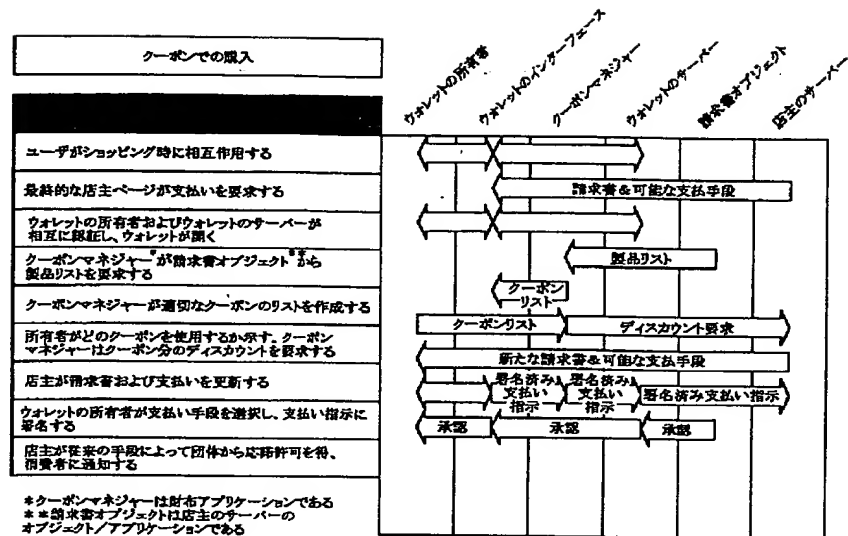 クーポンでの購入
ウォレットの所有者
ウォレットのインターフェース
クーポンマネジャー
ウォレットのサーバー
請求書オブジェクト
店主のサーバー
ユーザがショッピング時に相互作用する
最終的な店主ページが支払いを要求する
請求書&可能な支払手段
ウォレットの所有者およびウォレットのサーバーが
相互に認証し、ウォレットが開く
クーポンマネジャー*が請求書オブジェクト**から
製品リストを要求する
製品リスト
クーポンマネジャーが適切なクーポンのリストを作成する
クーポン
リスト
所有者がどのクーポンを使用するか示す。クーポン
マネジャーはクーポン分のディスカウントを要求する
クーポンリスト
ディスカウント要求
店主が請求書および支払いを更新する
新たな請求書&可能な支払手段
ウォレットの所有者が支払い手段を選択し、支払い指示に
署名する
署名済み
支払い
指示
署名済み
支払い
指示
署名済み支払い指示
店主が従来の手段によって団体から応諾許可を得、
消費者に通知する
承認
承認
承認
*クーポンマネジャーは財布アプリケーションである
**請求書オブジェクトは店主のサーバーの
オブジェクト/アプリケーションである